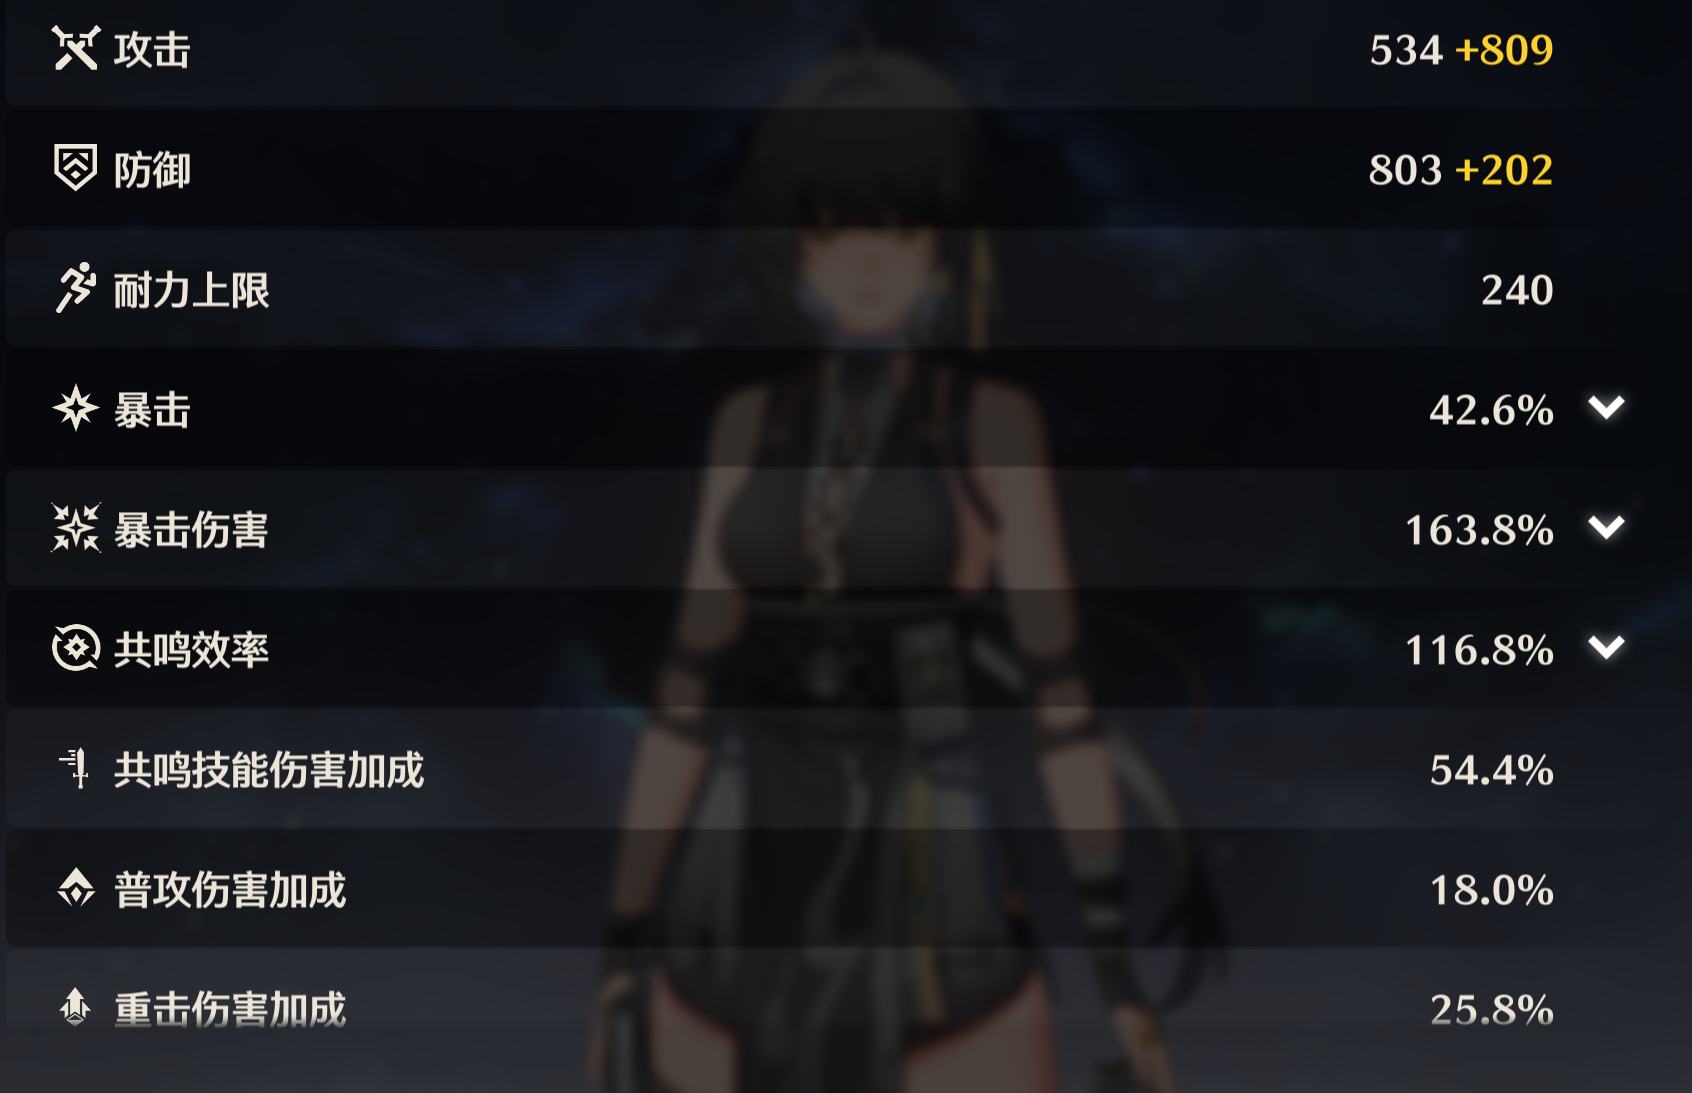 攻击 534 +809
防御 803 +202
耐力上限 240
暴击 42.6%
暴击伤害 163.8%
共鸣效率 116.8%
共鸣技能伤害加成 54.4%
普攻伤害加成 18.0%
重击伤害加成 25.8%